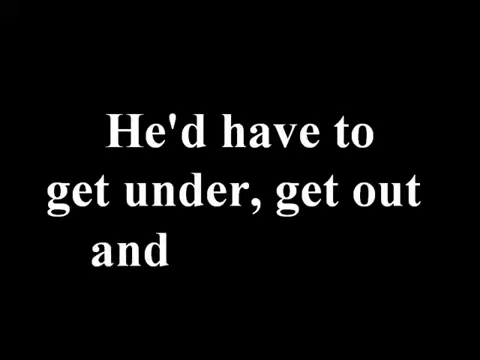 He'd have to
get under, get out
and